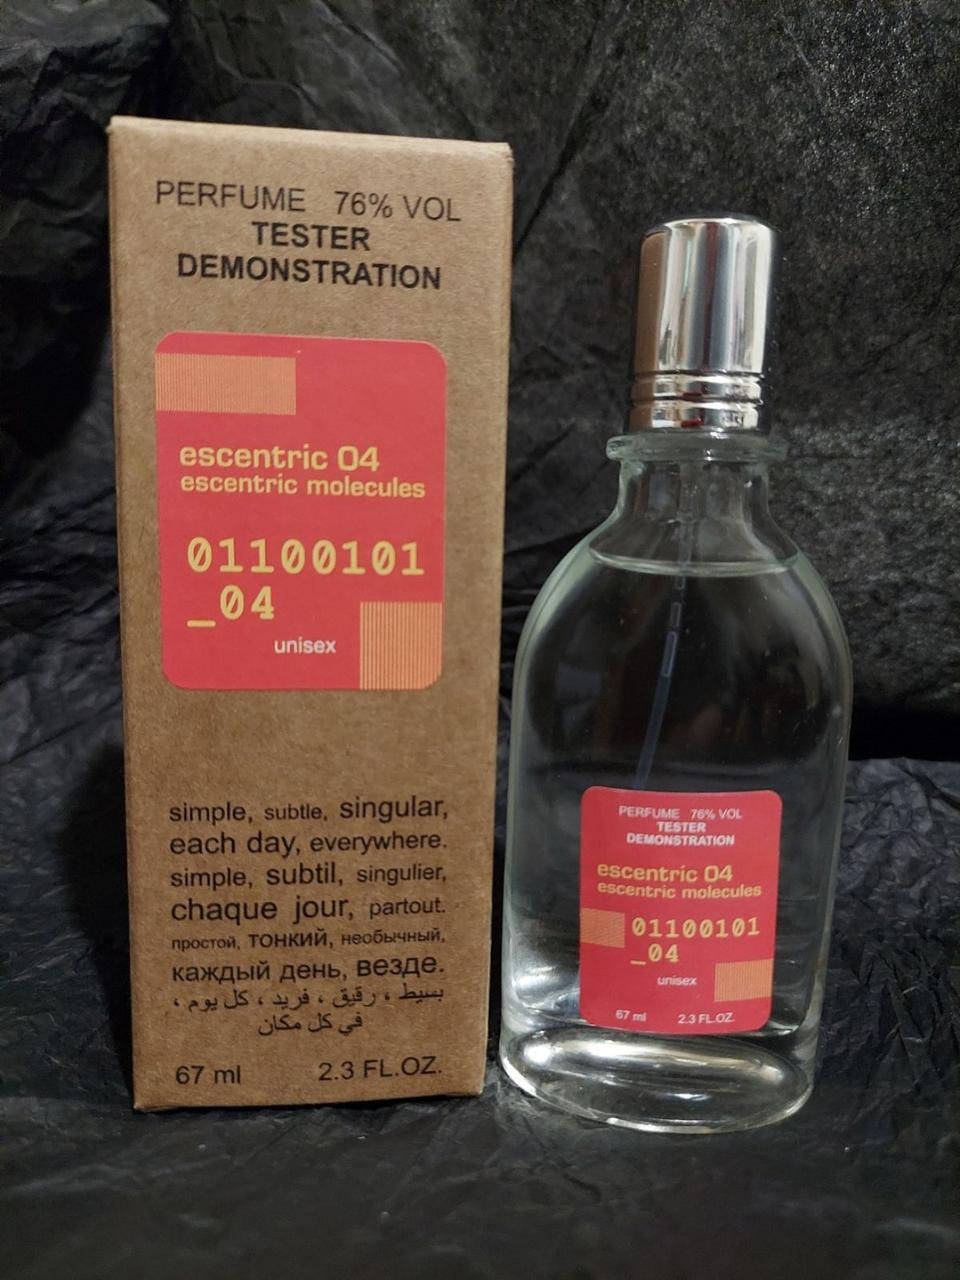 PERFUME 76% VOL
TESTER
DEMONSTRATION
escentric 04
escentric molecules
01100101
_04
unisex
simple, subtle, singular,
each day, everywhere.
simple, subtil, singulier,
chaque jour, partout.
простой, тонкий, необычный,
каждый день, везде.
بسيط ، رقيق ، فريد ، كل يوم ،
في كل مكان
67 ml 2.3 FL.OZ.
PERFUME 76% VOL
TESTER
DEMONSTRATION
escentric 04
escentric molecules
01100101
_04
unisex
67 ml 2.3 FL.OZ.